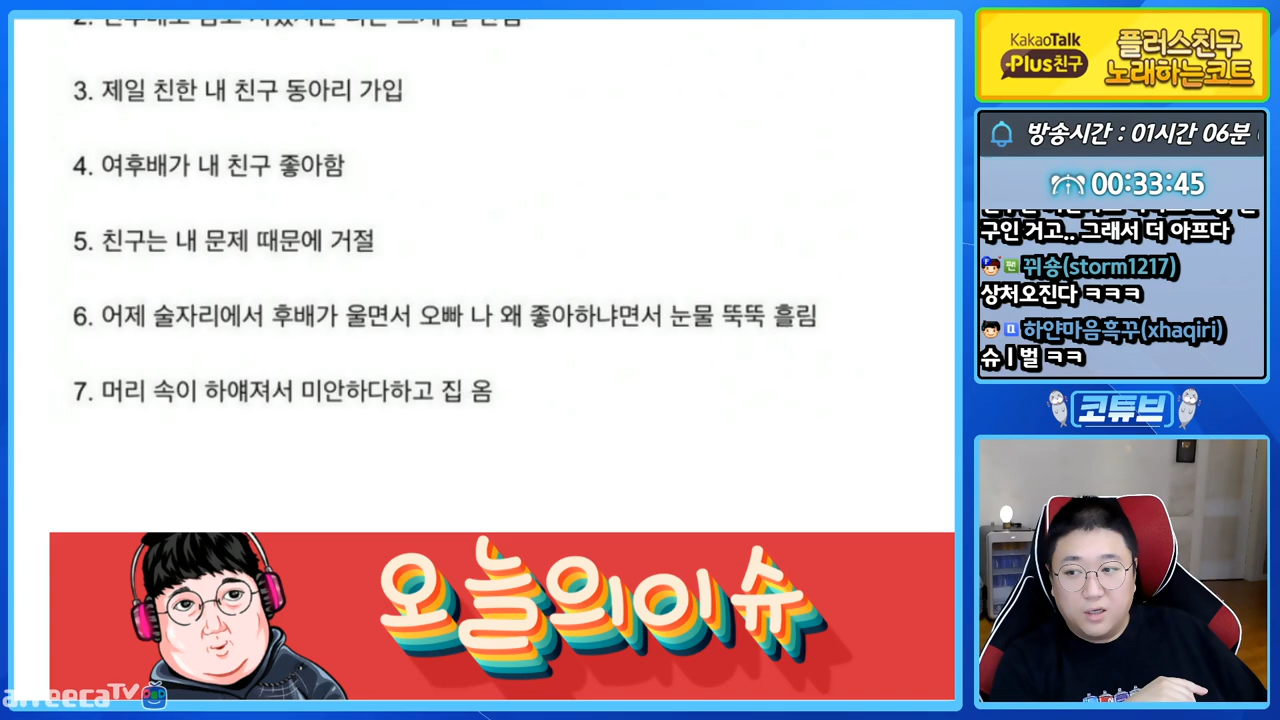 3. 제일 친한 내 친구 동아리 가입
4. 여후배가 내 친구 좋아함
5. 친구는 내 문제 때문에 거절
6. 어제 술자리에서 후배가 울면서 오빠 나 왜 좋아하냐면서 눈물 뚝뚝 흘림
7. 머리 속이 하얘져서 미안하다하고 집 옴
오늘의이슈
afreecaTV
KakaoTalk
Plus친구
플러스친구
노래하는코트
방송시간 : 01시간 06분
00:33:45
구인 거고.. 그래서 더 아프다
팬 뀌숑(storm1217)
상처오진다 ㅋㅋㅋ
하얀마음흑꾸(xhaqiri)
슈ㅣ벌 ㅋㅋ
코튜브